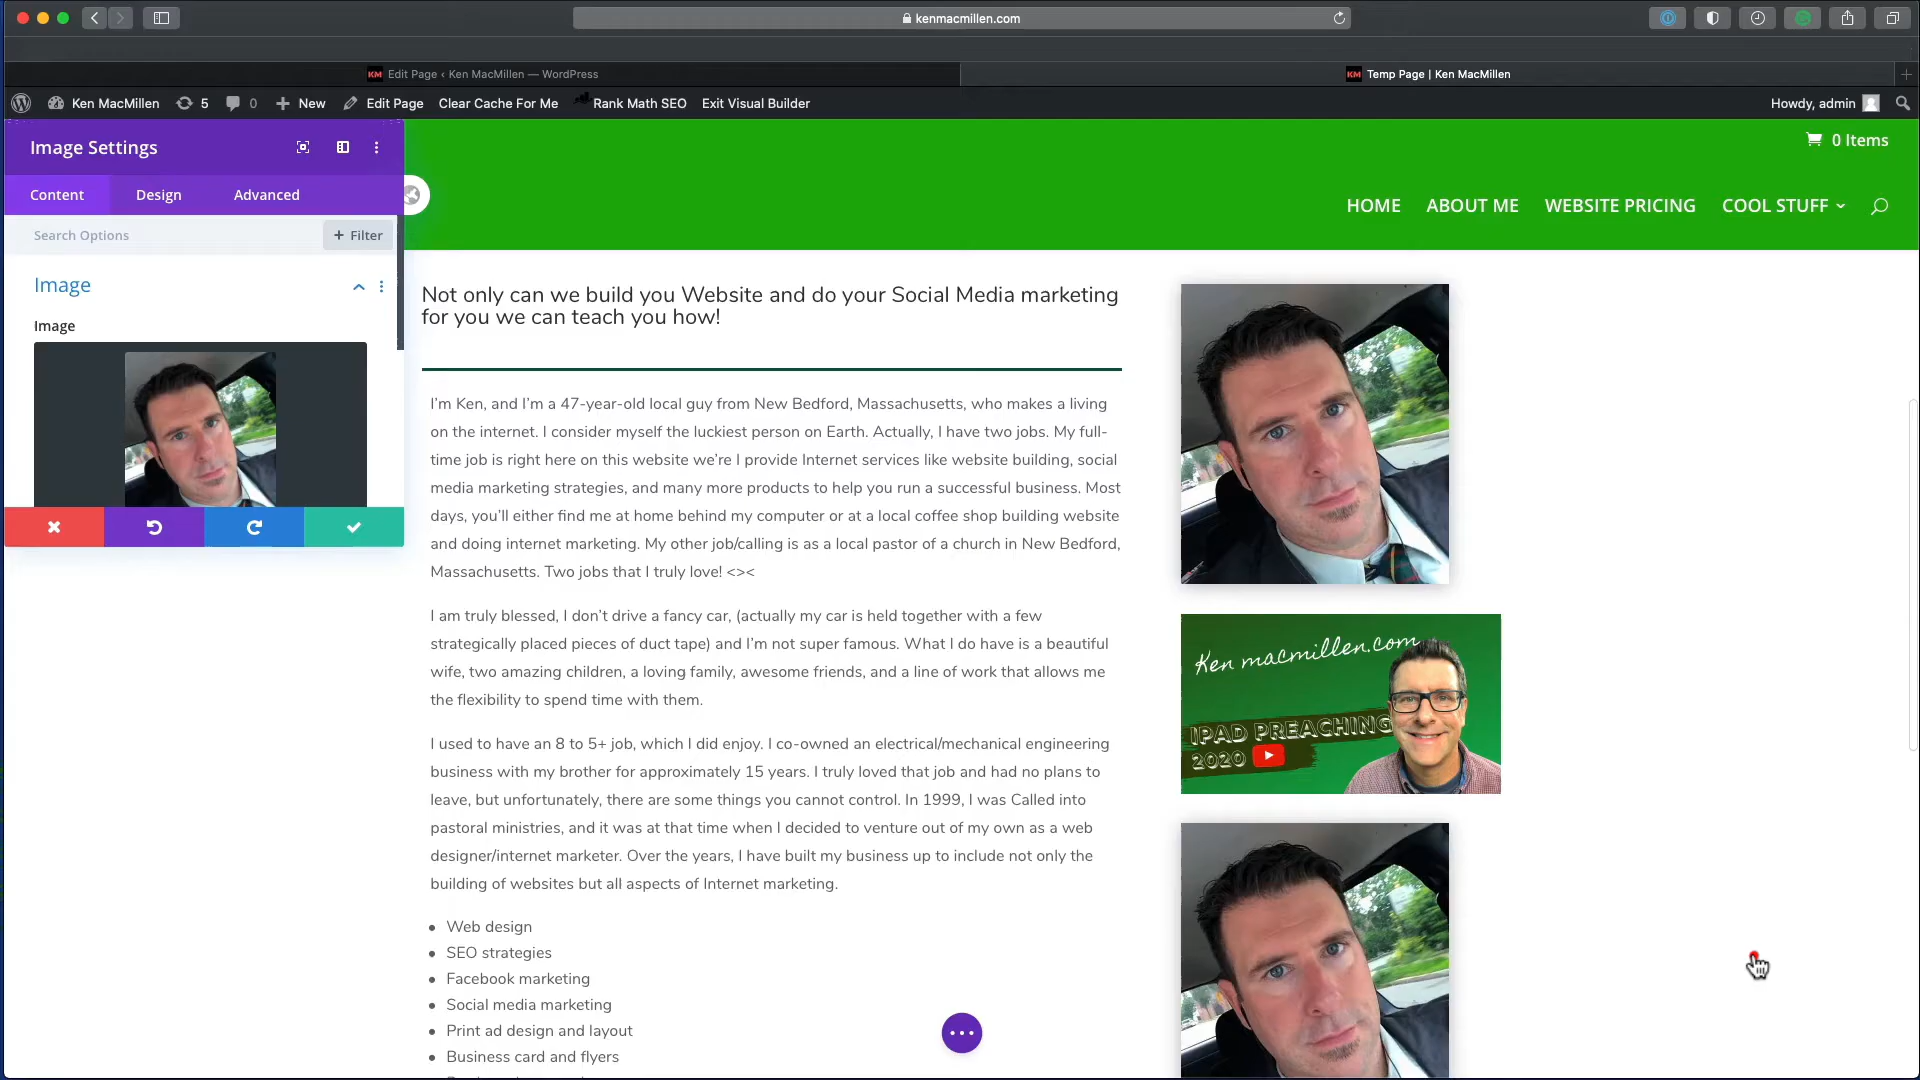 kenmacmillen.com
KM Edit Page ‹ Ken MacMillen — WordPress
KM Temp Page | Ken MacMillen
Ken MacMillen 5 0 New Edit Page Clear Cache For Me Rank Math SEO Exit Visual Builder Howdy, admin
Image Settings
Content Design Advanced
Search Options + Filter
Image
Image
0 Items
HOME ABOUT ME WEBSITE PRICING COOL STUFF
Not only can we build you Website and do your Social Media marketing
for you we can teach you how!
I’m Ken, and I’m a 47-year-old local guy from New Bedford, Massachusetts, who makes a living
on the internet. I consider myself the luckiest person on Earth. Actually, I have two jobs. My full-
time job is right here on this website we’re I provide Internet services like website building, social
media marketing strategies, and many more products to help you run a successful business. Most
days, you’ll either find me at home behind my computer or at a local coffee shop building website
and doing internet marketing. My other job/calling is as a local pastor of a church in New Bedford,
Massachusetts. Two jobs that I truly love! <><
I am truly blessed, I don’t drive a fancy car, (actually my car is held together with a few
strategically placed pieces of duct tape) and I’m not super famous. What I do have is a beautiful
wife, two amazing children, a loving family, awesome friends, and a line of work that allows me
the flexibility to spend time with them.
I used to have an 8 to 5+ job, which I did enjoy. I co-owned an electrical/mechanical engineering
business with my brother for approximately 15 years. I truly loved that job and had no plans to
leave, but unfortunately, there are some things you cannot control. In 1999, I was Called into
pastoral ministries, and it was at that time when I decided to venture out of my own as a web
designer/internet marketer. Over the years, I have built my business up to include not only the
building of websites but all aspects of Internet marketing.
• Web design
• SEO strategies
• Facebook marketing
• Social media marketing
• Print ad design and layout
• Business card and flyers
Ken macmillen.com
IPAD PREACHING
2020